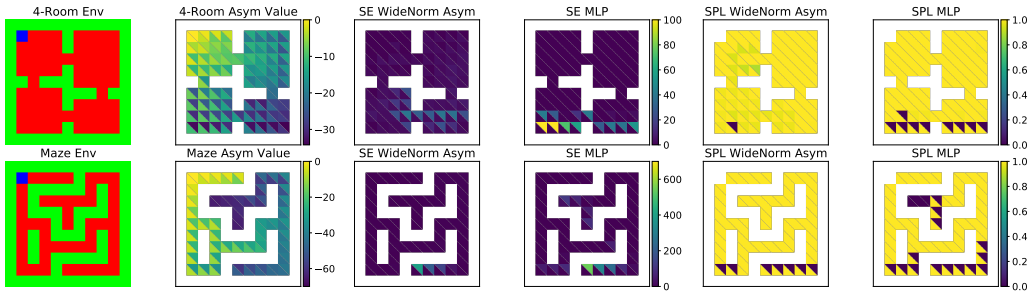 4-Room Env
4-Room Asym Value
SE WideNorm Asym
SE MLP
SPL WideNorm Asym
SPL MLP
0
−10
−20
−30
100
80
60
40
20
0
1.0
0.8
0.6
0.4
0.2
0.0
Maze Env
Maze Asym Value
SE WideNorm Asym
SE MLP
SPL WideNorm Asym
SPL MLP
0
−20
−40
−60
600
400
200
0
1.0
0.8
0.6
0.4
0.2
0.0